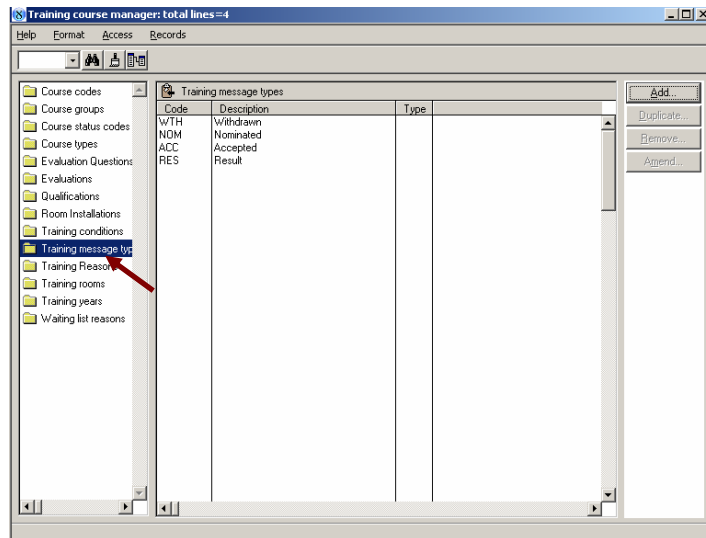 Training course manager: total lines=4
Help Format Access Records
Course codes
Course groups
Course status codes
Course types
Evaluation Questions
Evaluations
Qualifications
Room Installations
Training conditions
Training message typ
Training Reason
Training rooms
Training years
Waiting list reasons
Training message types
Code Description Type
WTH Withdrawn
NOM Nominated
ACC Accepted
RES Result
Add...
Duplicate...
Remove...
Amend...